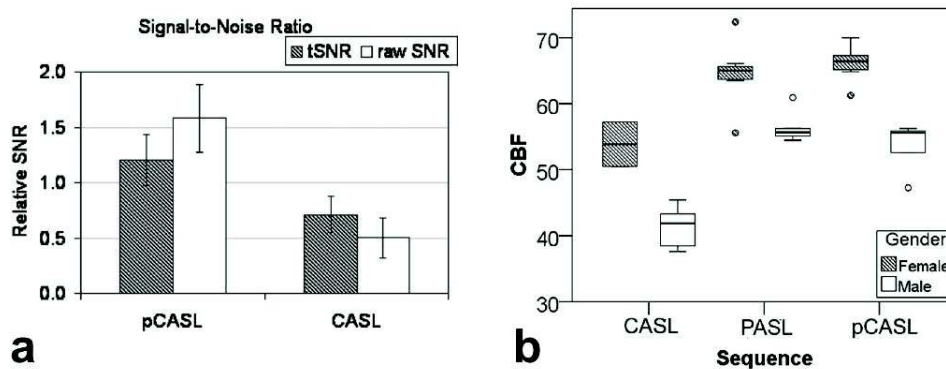 Signal-to-Noise Ratio
tSNR raw SNR
Relative SNR
2.0
1.5
1.0
0.5
0.0
pCASL CASL
a
CBF
70
60
50
40
30
Gender
Female
Male
CASL PASL pCASL
Sequence
b